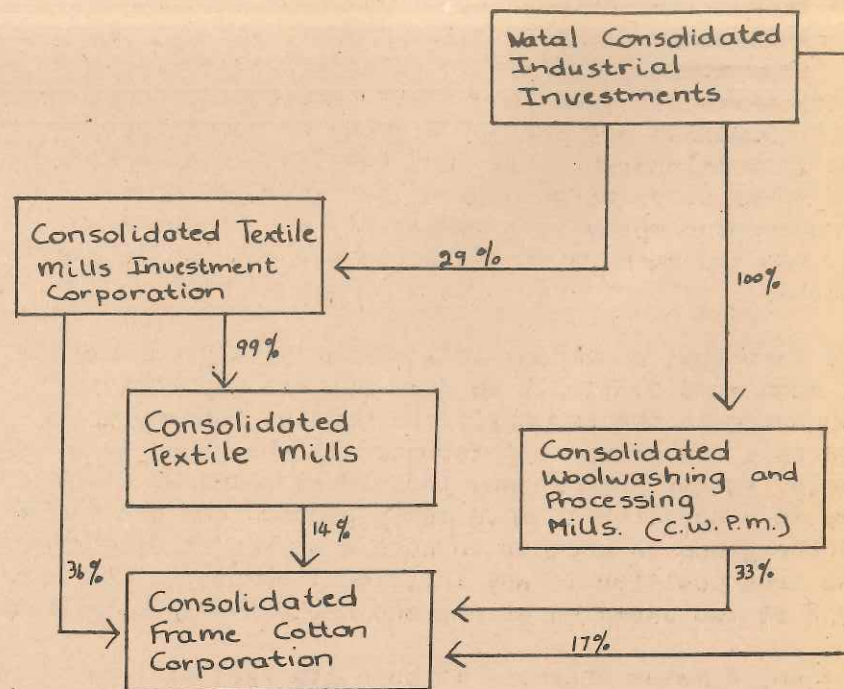 Natal Consolidated
Industrial
Investments
Consolidated Textile
Mills Investment
Corporation
29%
100%
99%
Consolidated
Textile Mills
Consolidated
Woolwashing and
Processing
Mills. (C.W.P.M.)
14%
36%
33%
Consolidated
Frame Cotton
Corporation
17%